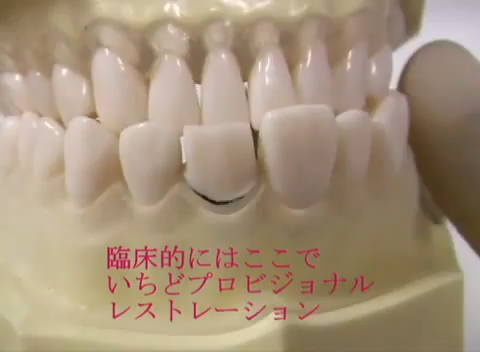 臨床的にはここで
いちどプロビジョナル
レストレーション